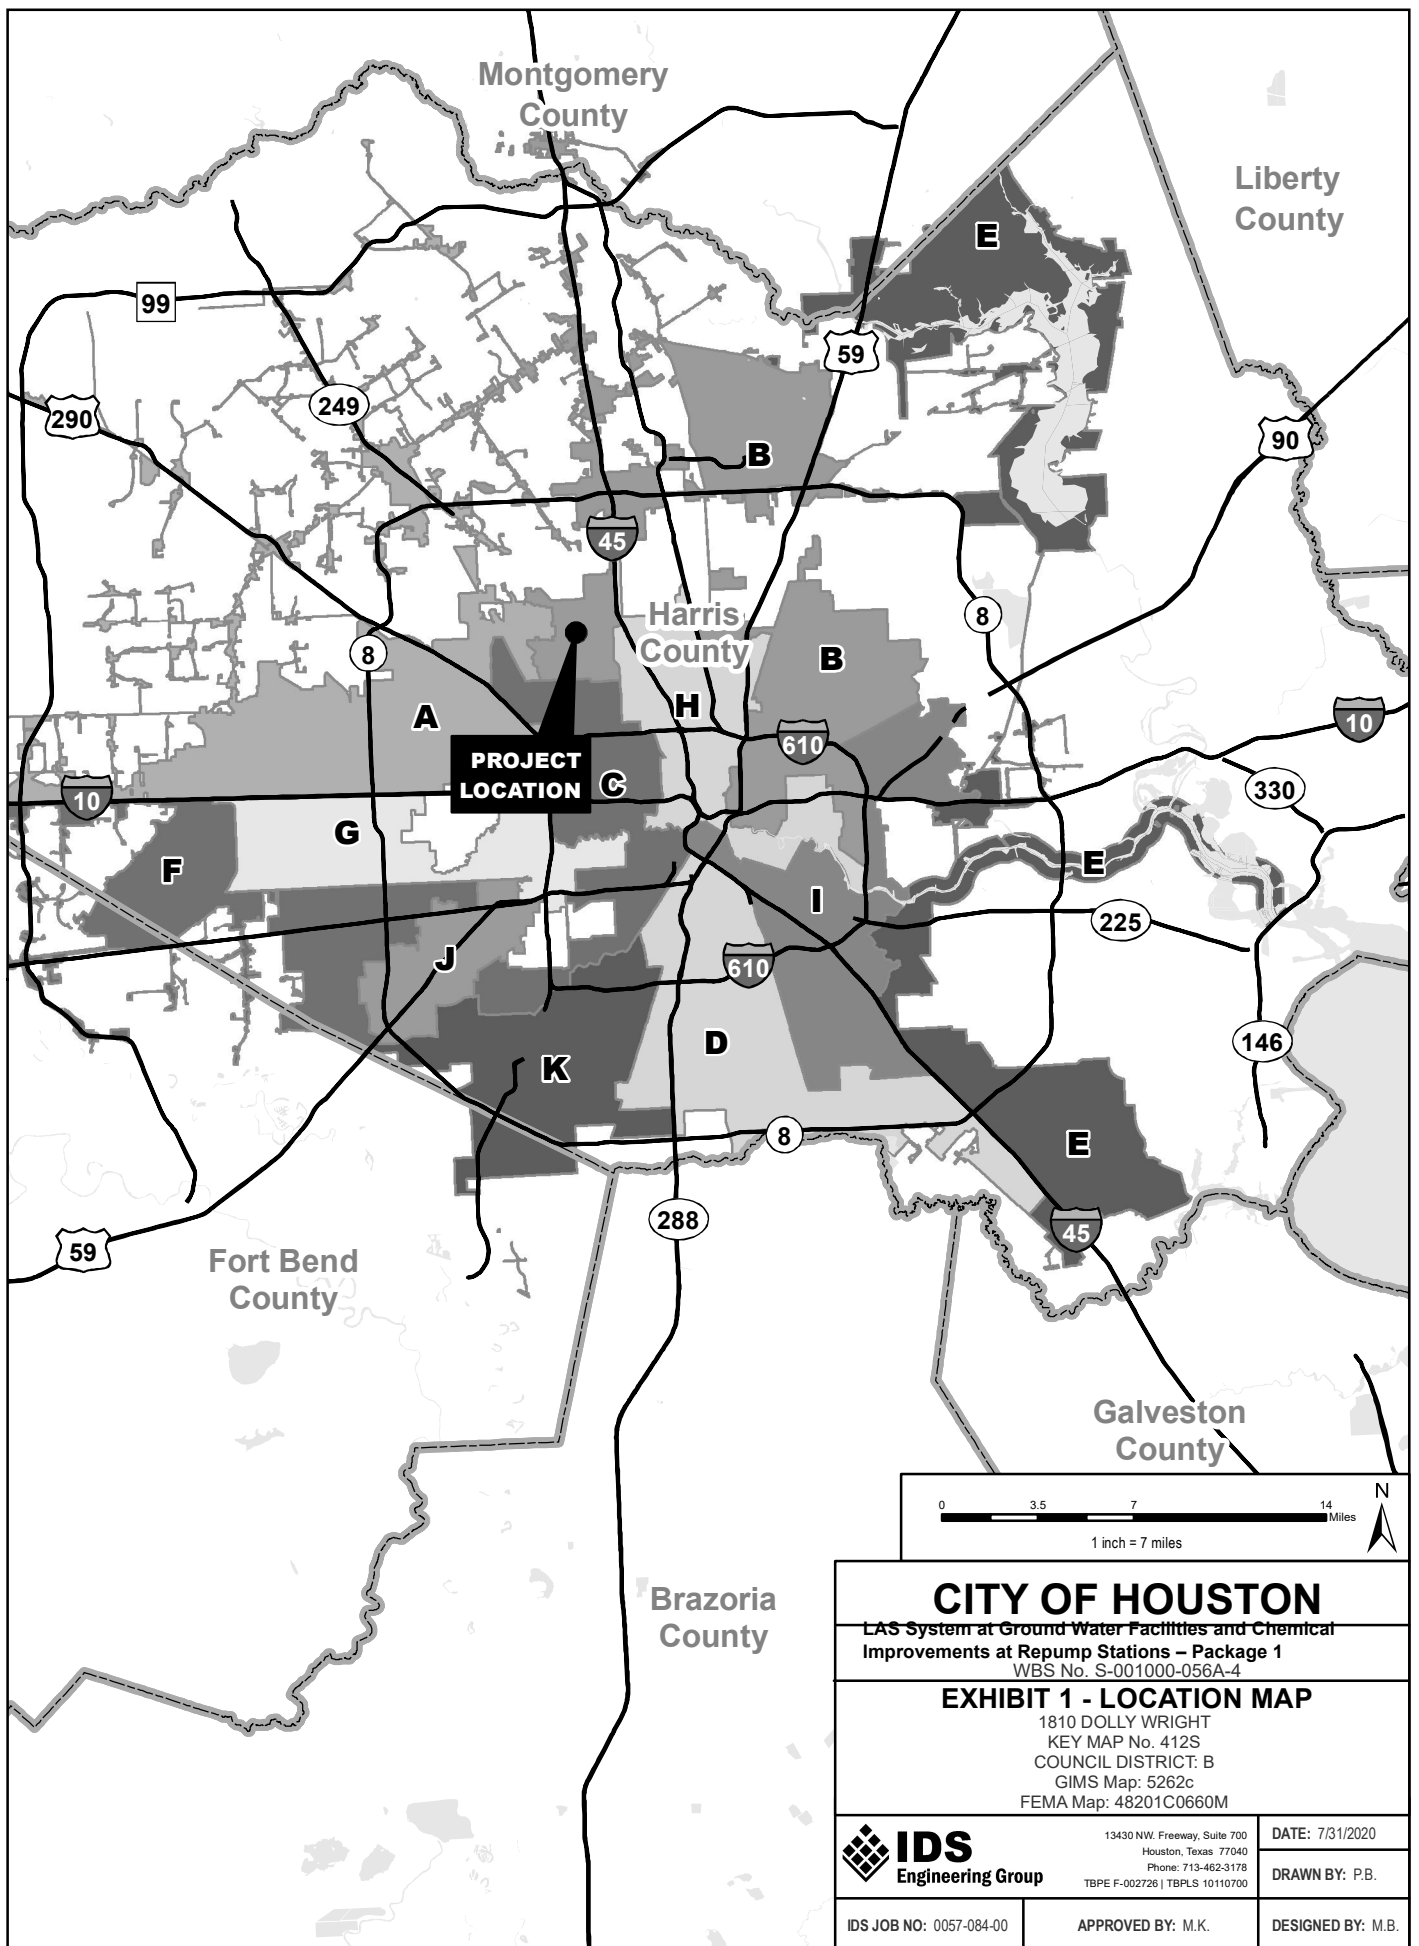 Montgomery
County
Liberty
County
E
99
59
290
249
90
B
45
Harris
County
8
8
B
A
H
10
610
PROJECT
LOCATION
C
10
330
G
F
E
I
225
J
610
D
146
K
8
E
288
45
59
Fort Bend
County
Galveston
County
N
0 3.5 7 14
Miles
1 inch = 7 miles
Brazoria
County
CITY OF HOUSTON
LAS System at Ground Water Facilities and Chemical
Improvements at Repump Stations – Package 1
WBS No. S-001000-056A-4
EXHIBIT 1 - LOCATION MAP
1810 DOLLY WRIGHT
KEY MAP No. 412S
COUNCIL DISTRICT: B
GIMS Map: 5262c
FEMA Map: 48201C0660M
IDS
Engineering Group
13430 NW. Freeway, Suite 700
Houston, Texas 77040
Phone: 713-462-3178
TBPE F-002726 | TBPLS 10110700
DATE: 7/31/2020
DRAWN BY: P.B.
IDS JOB NO: 0057-084-00
APPROVED BY: M.K.
DESIGNED BY: M.B.